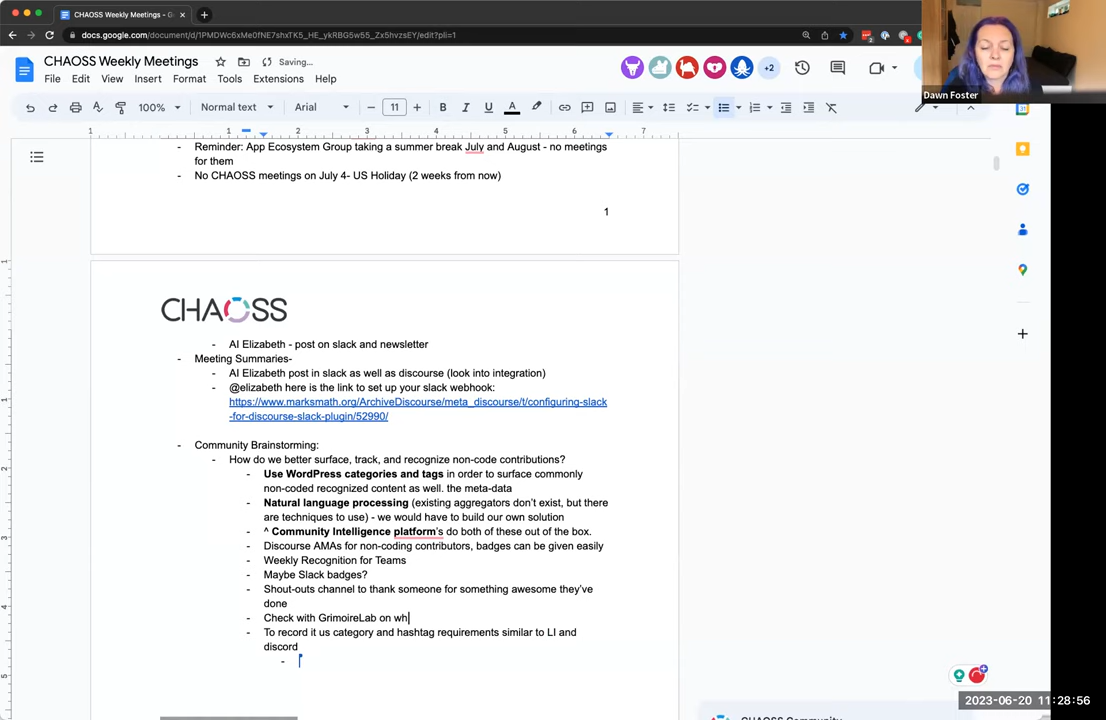 CHAOSS Weekly Meetings - G
docs.google.com/document/d/1PMDWc6xMe0fNE7shxTK5_HE_ykRBG5w55_Zx5hvzsEY/edit?pli=1
CHAOSS Weekly Meetings
Saving...
+2
File Edit View Insert Format Tools Extensions Help
100% Normal text Arial 11
Dawn Foster
1 1 2 3 4 5 6 7
- Reminder: App Ecosystem Group taking a summer break July and August - no meetings
for them
- No CHAOSS meetings on July 4- US Holiday (2 weeks from now)
1
CHAOSS
- AI Elizabeth - post on slack and newsletter
- Meeting Summaries-
- AI Elizabeth post in slack as well as discourse (look into integration)
- @elizabeth here is the link to set up your slack webhook:
https://www.marksmath.org/ArchiveDiscourse/meta_discourse/t/configuring-slack
-for-discourse-slack-plugin/52990/
- Community Brainstorming:
- How do we better surface, track, and recognize non-code contributions?
- Use WordPress categories and tags in order to surface commonly
non-coded recognized content as well. the meta-data
- Natural language processing (existing aggregators don't exist, but there
are techniques to use) - we would have to build our own solution
- ^ Community Intelligence platform's do both of these out of the box.
- Discourse AMAs for non-coding contributors, badges can be given easily
- Weekly Recognition for Teams
- Maybe Slack badges?
- Shout-outs channel to thank someone for something awesome they've
done
- Check with GrimoireLab on wh
- To record it us category and hashtag requirements similar to LI and
discord
-
2023-06-20 11:28:56